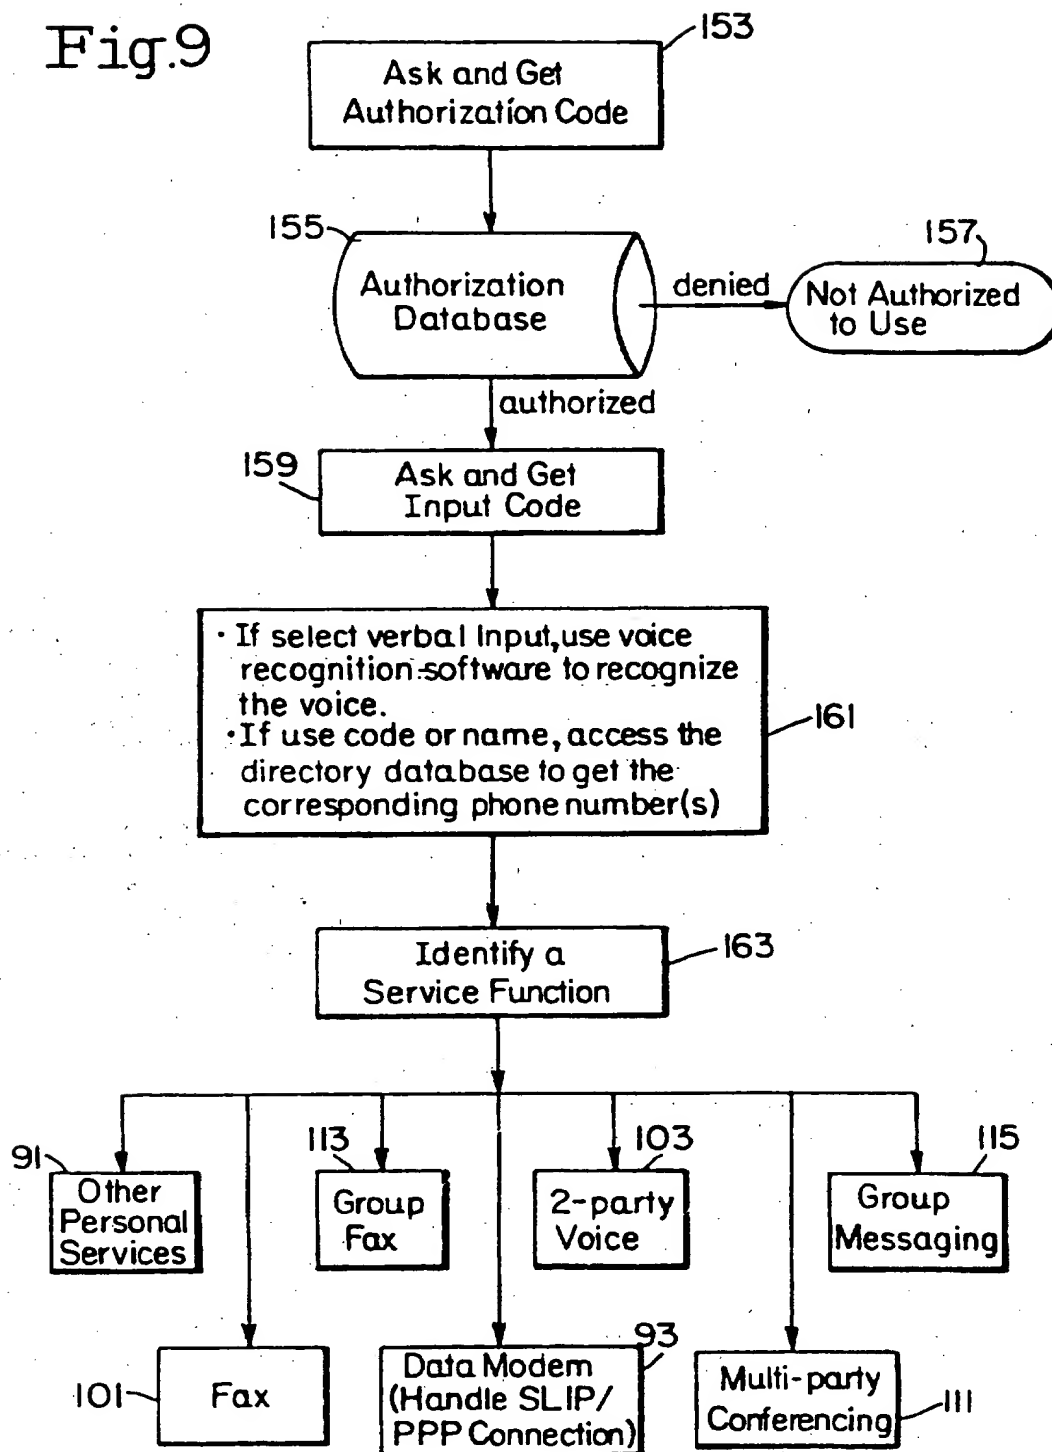 Fig.9
153
Ask and Get
Authorization Code
155
Authorization
Database
denied
157
Not Authorized
to Use
authorized
159
Ask and Get
Input Code
· If select verbal Input, use voice
recognition software to recognize
the voice.
· If use code or name, access the
directory database to get the
corresponding phone number(s)
161
Identify a
Service Function
163
91
Other
Personal
Services
113
Group
Fax
103
2-party
Voice
115
Group
Messaging
101
Fax
93
Data Modem
(Handle SLIP/
PPP Connection)
Multi-party
Conferencing
111